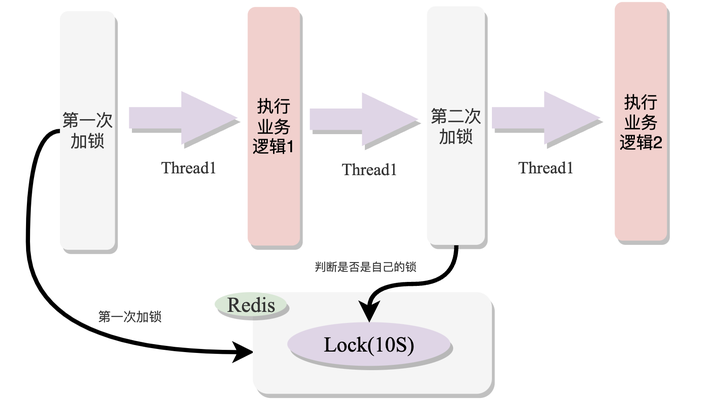 第一次
加锁
Thread1
执行
业务
逻辑1
Thread1
第二次
加锁
Thread1
执行
业务
逻辑2
判断是否是自己的锁
第一次加锁
Redis
Lock(10S)